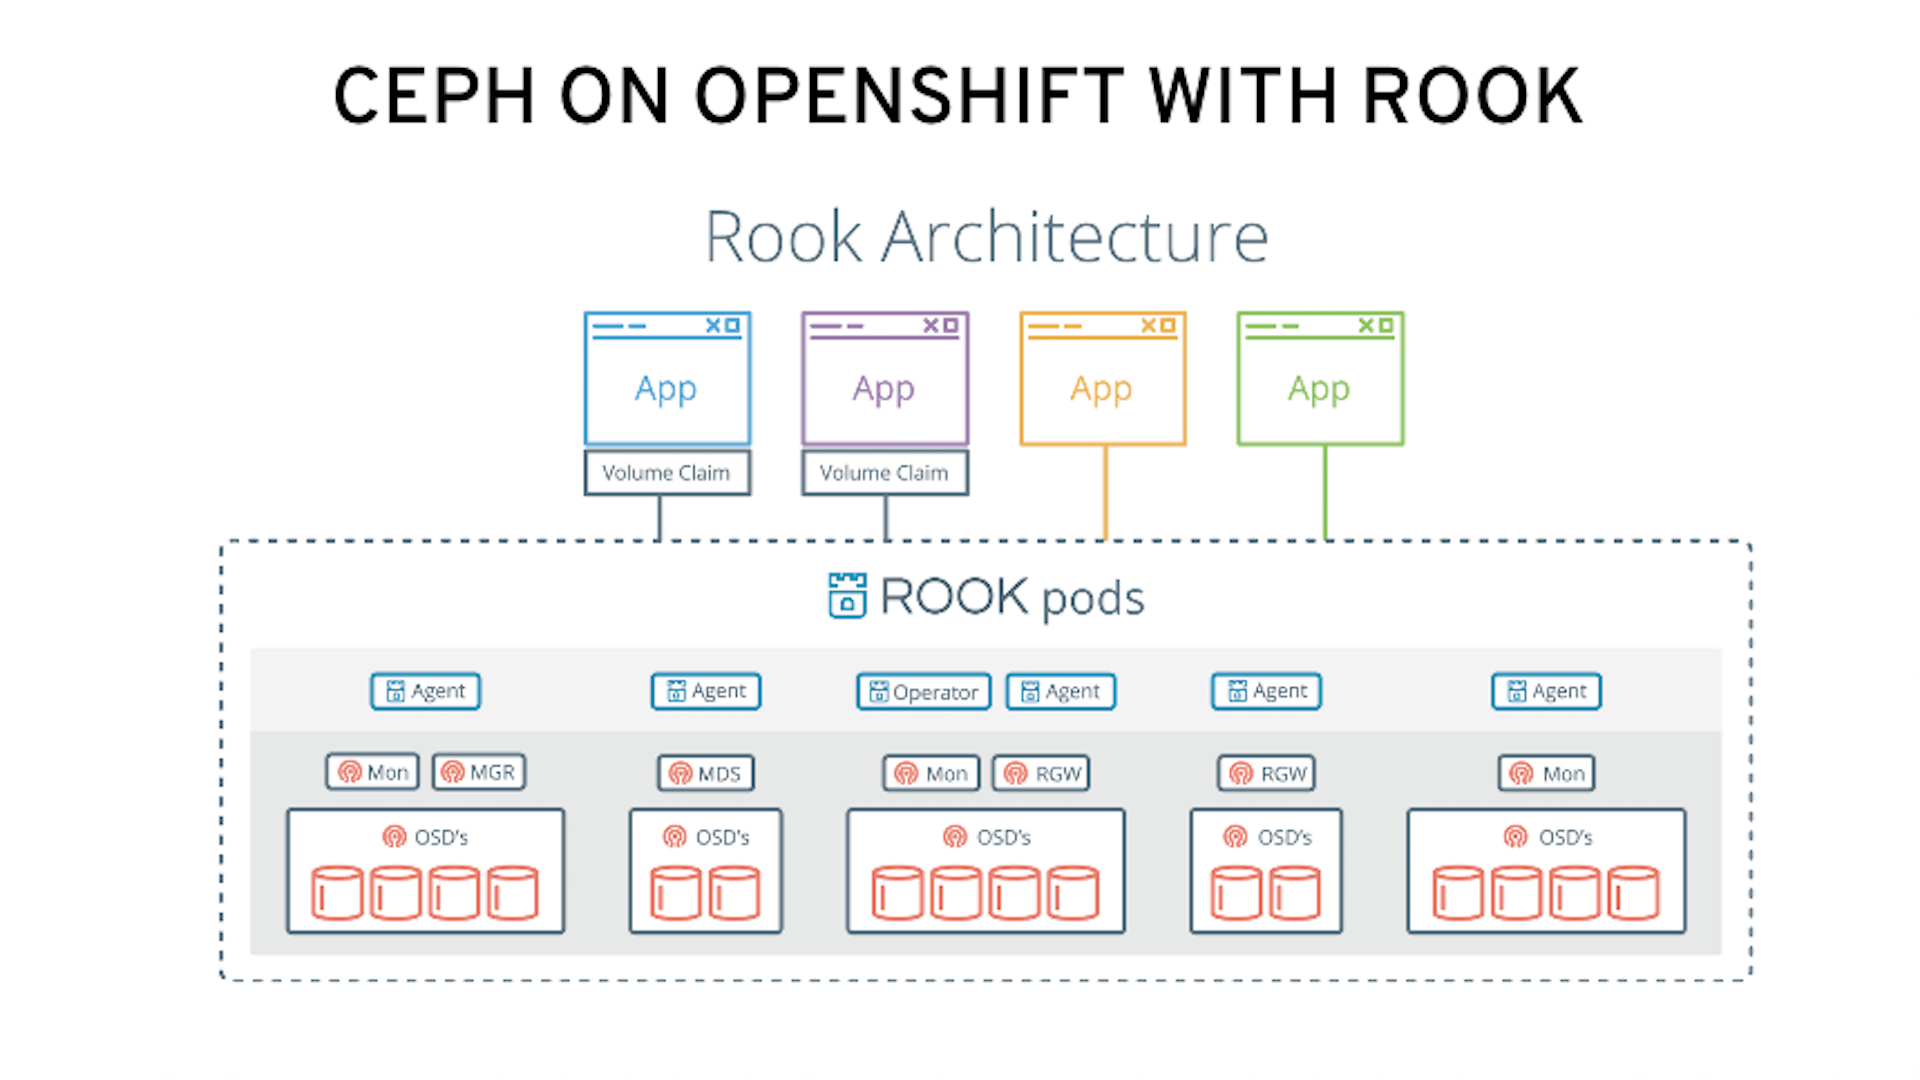 CEPH ON OPENSHIFT WITH ROOK
Rook Architecture
App App App App
Volume Claim Volume Claim
ROOK pods
Agent Agent Operator Agent Agent Agent
Mon MGR MDS Mon RGW RGW Mon
OSD's OSD's OSD's OSD's OSD's